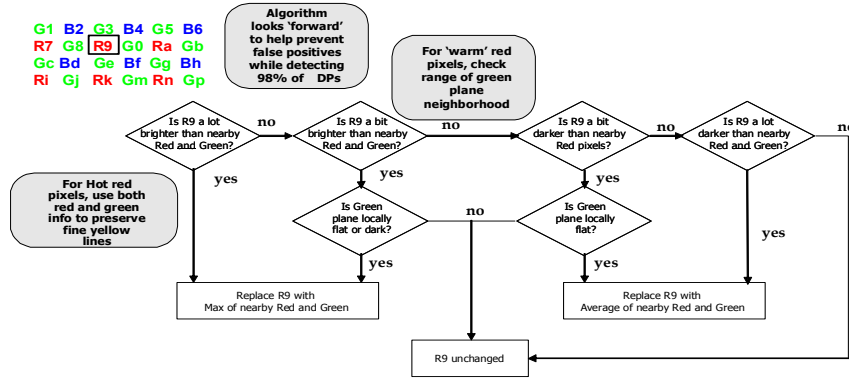 G1 B2 G3 B4 G5 B6
R7 G8 R9 G0 Ra Gb
Gc Bd Ge Bf Gg Bh
Ri Gj Rk Gm Rn Gp
Algorithm
looks ‘forward’
to help prevent
false positives
while detecting
98% of DPs
For ‘warm’ red
pixels, check
range of green
plane
neighborhood
Is R9 a lot
brighter than nearby
Red and Green?
no
Is R9 a bit
brighter than nearby
Red and Green?
no
Is R9 a bit
darker than nearby
Red pixels?
no
Is R9 a lot
darker than nearby
Red and Green?
no
yes
yes
yes
For Hot red
pixels, use both
red and green
info to preserve
fine yellow
lines
Is Green
plane locally
flat or dark?
no
Is Green
plane locally
flat?
yes
yes
yes
Replace R9 with
Max of nearby Red and Green
Replace R9 with
Average of nearby Red and Green
R9 unchanged